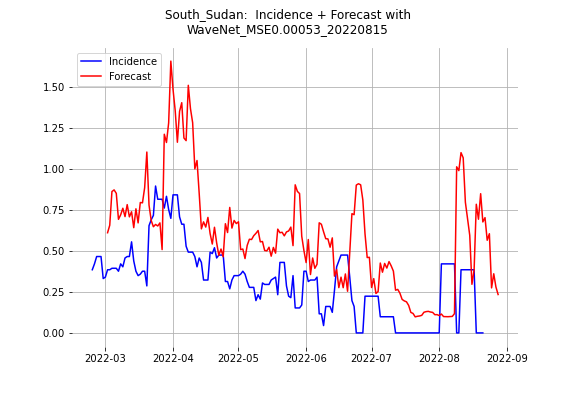 South_Sudan:  Incidence + Forecast with
WaveNet_MSE0.00053_20220815
Incidence
Forecast
1.50
1.25
1.00
0.75
0.50
0.25
0.00
2022-03 2022-04 2022-05 2022-06 2022-07 2022-08 2022-09